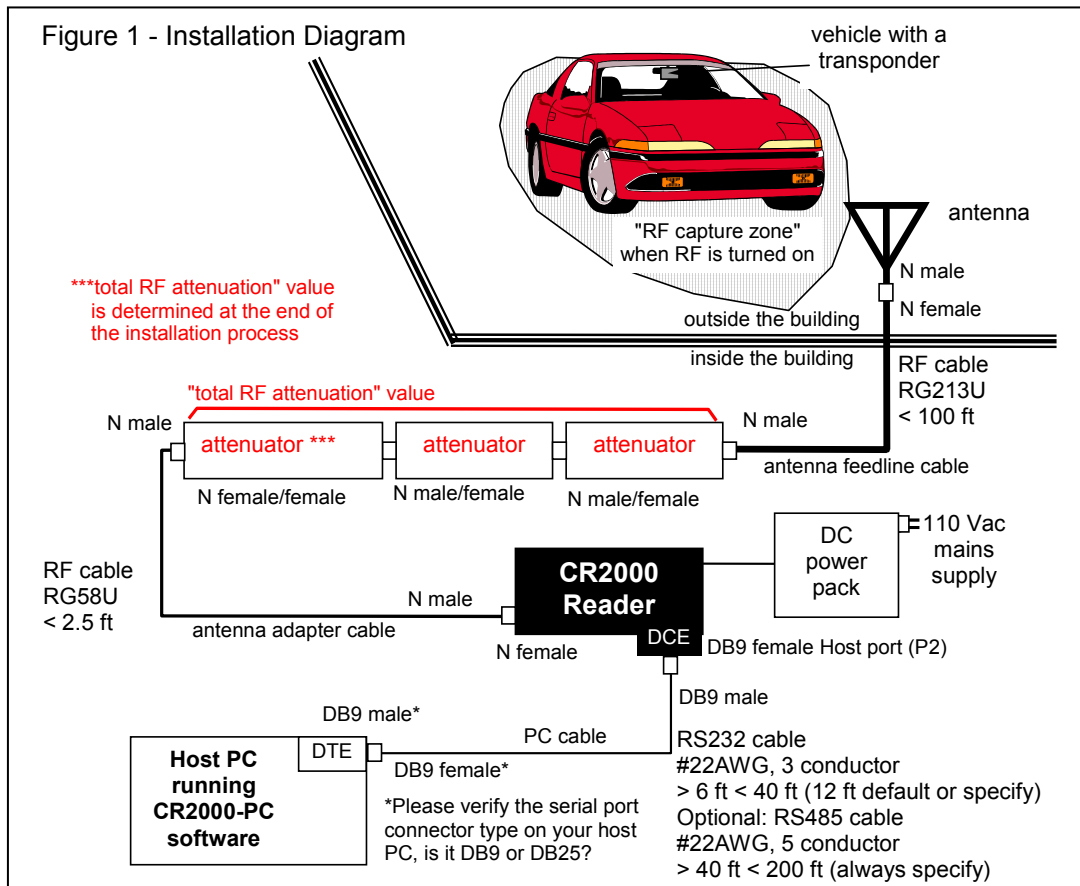 Figure 1 - Installation Diagram
vehicle with a
transponder
"RF capture zone"
when RF is turned on
antenna
N male
N female
***total RF attenuation" value
is determined at the end of
the installation process
outside the building
inside the building
RF cable
RG213U
< 100 ft
"total RF attenuation" value
N male
attenuator ***
attenuator
attenuator
N male
antenna feedline cable
N female/female
N male/female
N male/female
RF cable
RG58U
< 2.5 ft
N male
antenna adapter cable
N female
CR2000
Reader
DCE
DC
power
pack
110 Vac
mains
supply
DB9 female Host port (P2)
DB9 male
DB9 male*
PC cable
DTE
DB9 female*
Host PC
running
CR2000-PC
software
*Please verify the serial port
connector type on your host
PC, is it DB9 or DB25?
RS232 cable
#22AWG, 3 conductor
> 6 ft < 40 ft (12 ft default or specify)
Optional: RS485 cable
#22AWG, 5 conductor
> 40 ft < 200 ft (always specify)